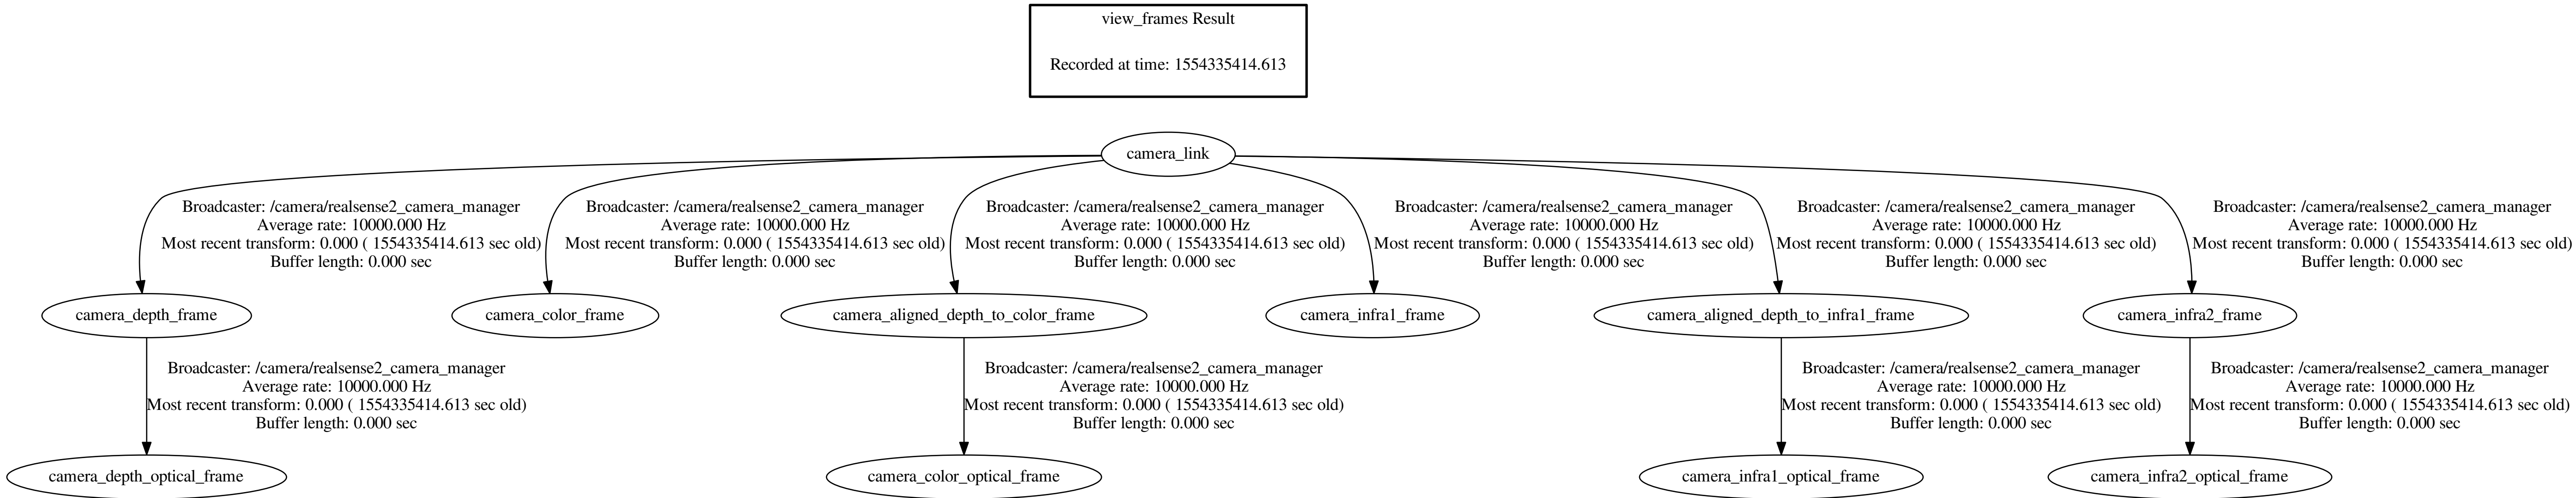 view_frames Result
Recorded at time: 1554335414.613
camera_link
Broadcaster: /camera/realsense2_camera_manager
Average rate: 10000.000 Hz
Most recent transform: 0.000 ( 1554335414.613 sec old)
Buffer length: 0.000 sec
Broadcaster: /camera/realsense2_camera_manager
Average rate: 10000.000 Hz
Most recent transform: 0.000 ( 1554335414.613 sec old)
Buffer length: 0.000 sec
Broadcaster: /camera/realsense2_camera_manager
Average rate: 10000.000 Hz
Most recent transform: 0.000 ( 1554335414.613 sec old)
Buffer length: 0.000 sec
Broadcaster: /camera/realsense2_camera_manager
Average rate: 10000.000 Hz
Most recent transform: 0.000 ( 1554335414.613 sec old)
Buffer length: 0.000 sec
Broadcaster: /camera/realsense2_camera_manager
Average rate: 10000.000 Hz
Most recent transform: 0.000 ( 1554335414.613 sec old)
Buffer length: 0.000 sec
Broadcaster: /camera/realsense2_camera_manager
Average rate: 10000.000 Hz
Most recent transform: 0.000 ( 1554335414.613 sec old)
Buffer length: 0.000 sec
camera_depth_frame
camera_color_frame
camera_aligned_depth_to_color_frame
camera_infra1_frame
camera_aligned_depth_to_infra1_frame
camera_infra2_frame
Broadcaster: /camera/realsense2_camera_manager
Average rate: 10000.000 Hz
Most recent transform: 0.000 ( 1554335414.613 sec old)
Buffer length: 0.000 sec
Broadcaster: /camera/realsense2_camera_manager
Average rate: 10000.000 Hz
Most recent transform: 0.000 ( 1554335414.613 sec old)
Buffer length: 0.000 sec
Broadcaster: /camera/realsense2_camera_manager
Average rate: 10000.000 Hz
Most recent transform: 0.000 ( 1554335414.613 sec old)
Buffer length: 0.000 sec
Broadcaster: /camera/realsense2_camera_manager
Average rate: 10000.000 Hz
Most recent transform: 0.000 ( 1554335414.613 sec old)
Buffer length: 0.000 sec
camera_depth_optical_frame
camera_color_optical_frame
camera_infra1_optical_frame
camera_infra2_optical_frame